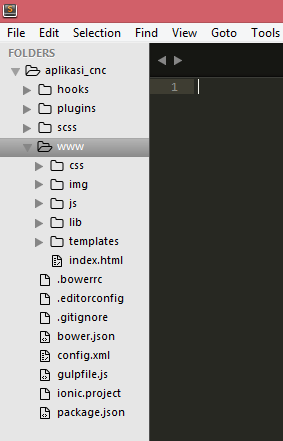 File Edit Selection Find View Goto Tools
FOLDERS
aplikasi_cnc
hooks
plugins
scss
www
css
img
js
lib
templates
index.html
.bowerrc
.editorconfig
.gitignore
bower.json
config.xml
gulpfile.js
ionic.project
package.json
1